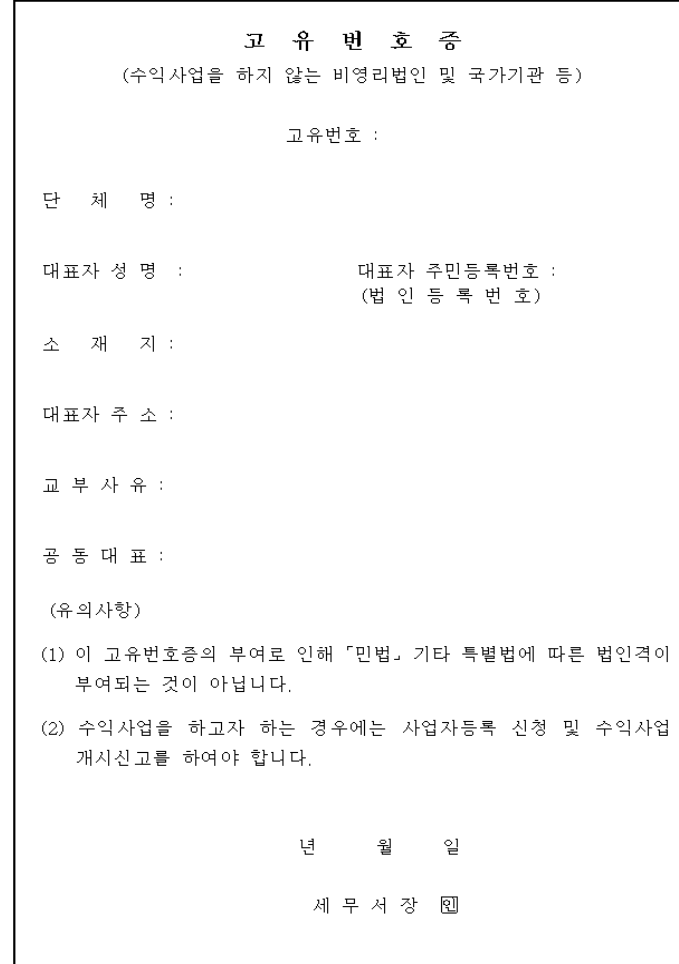 고 유 번 호 증
(수익사업을 하지 않는 비영리법인 및 국가기관 등)
고유번호 :
단 체 명 :
대표자 성 명 : 대표자 주민등록번호 :
(법 인 등 록 번 호)
소 재 지 :
대표자 주 소 :
교 부 사 유 :
공 동 대 표 :
(유의사항)
(1) 이 고유번호증의 부여로 인해 「민법」 기타 특별법에 따른 법인격이
부여되는 것이 아닙니다.
(2) 수익사업을 하고자 하는 경우에는 사업자등록 신청 및 수익사업
개시신고를 하여야 합니다.
년 월 일
세 무 서 장 인